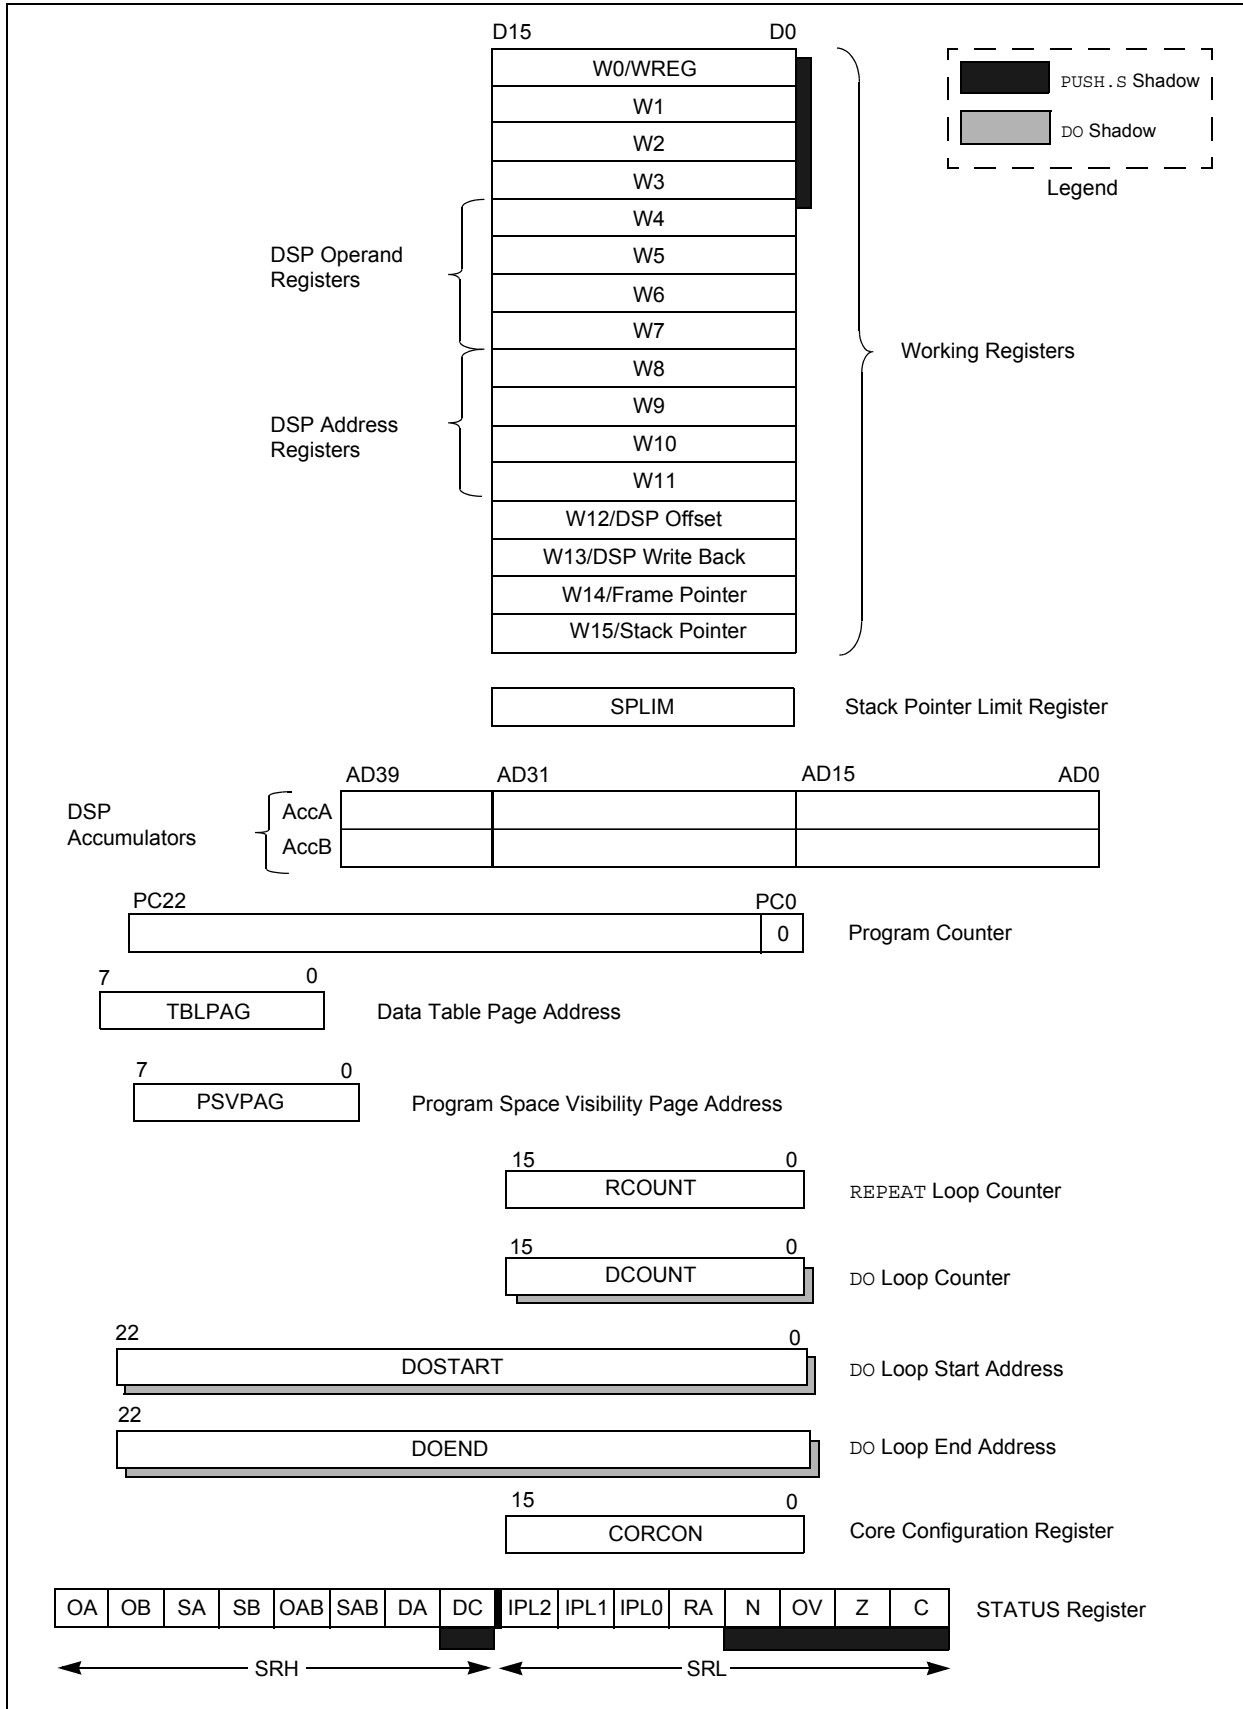 D15 D0
W0/WREG
W1
W2
W3
W4
W5
W6
W7
W8
W9
W10
W11
W12/DSP Offset
W13/DSP Write Back
W14/Frame Pointer
W15/Stack Pointer
PUSH.S Shadow
DO Shadow
Legend
DSP Operand
Registers
DSP Address
Registers
Working Registers
SPLIM Stack Pointer Limit Register
AD39 AD31 AD15 AD0
DSP
Accumulators
AccA
AccB
PC22 PC0
0 Program Counter
7 0
TBLPAG Data Table Page Address
7 0
PSVPAG Program Space Visibility Page Address
15 0
RCOUNT REPEAT Loop Counter
15 0
DCOUNT DO Loop Counter
22 0
DOSTART DO Loop Start Address
22
DOEND DO Loop End Address
15 0
CORCON Core Configuration Register
OA OB SA SB OAB SAB DA DC IPL2 IPL1 IPL0 RA N OV Z C STATUS Register
SRH SRL